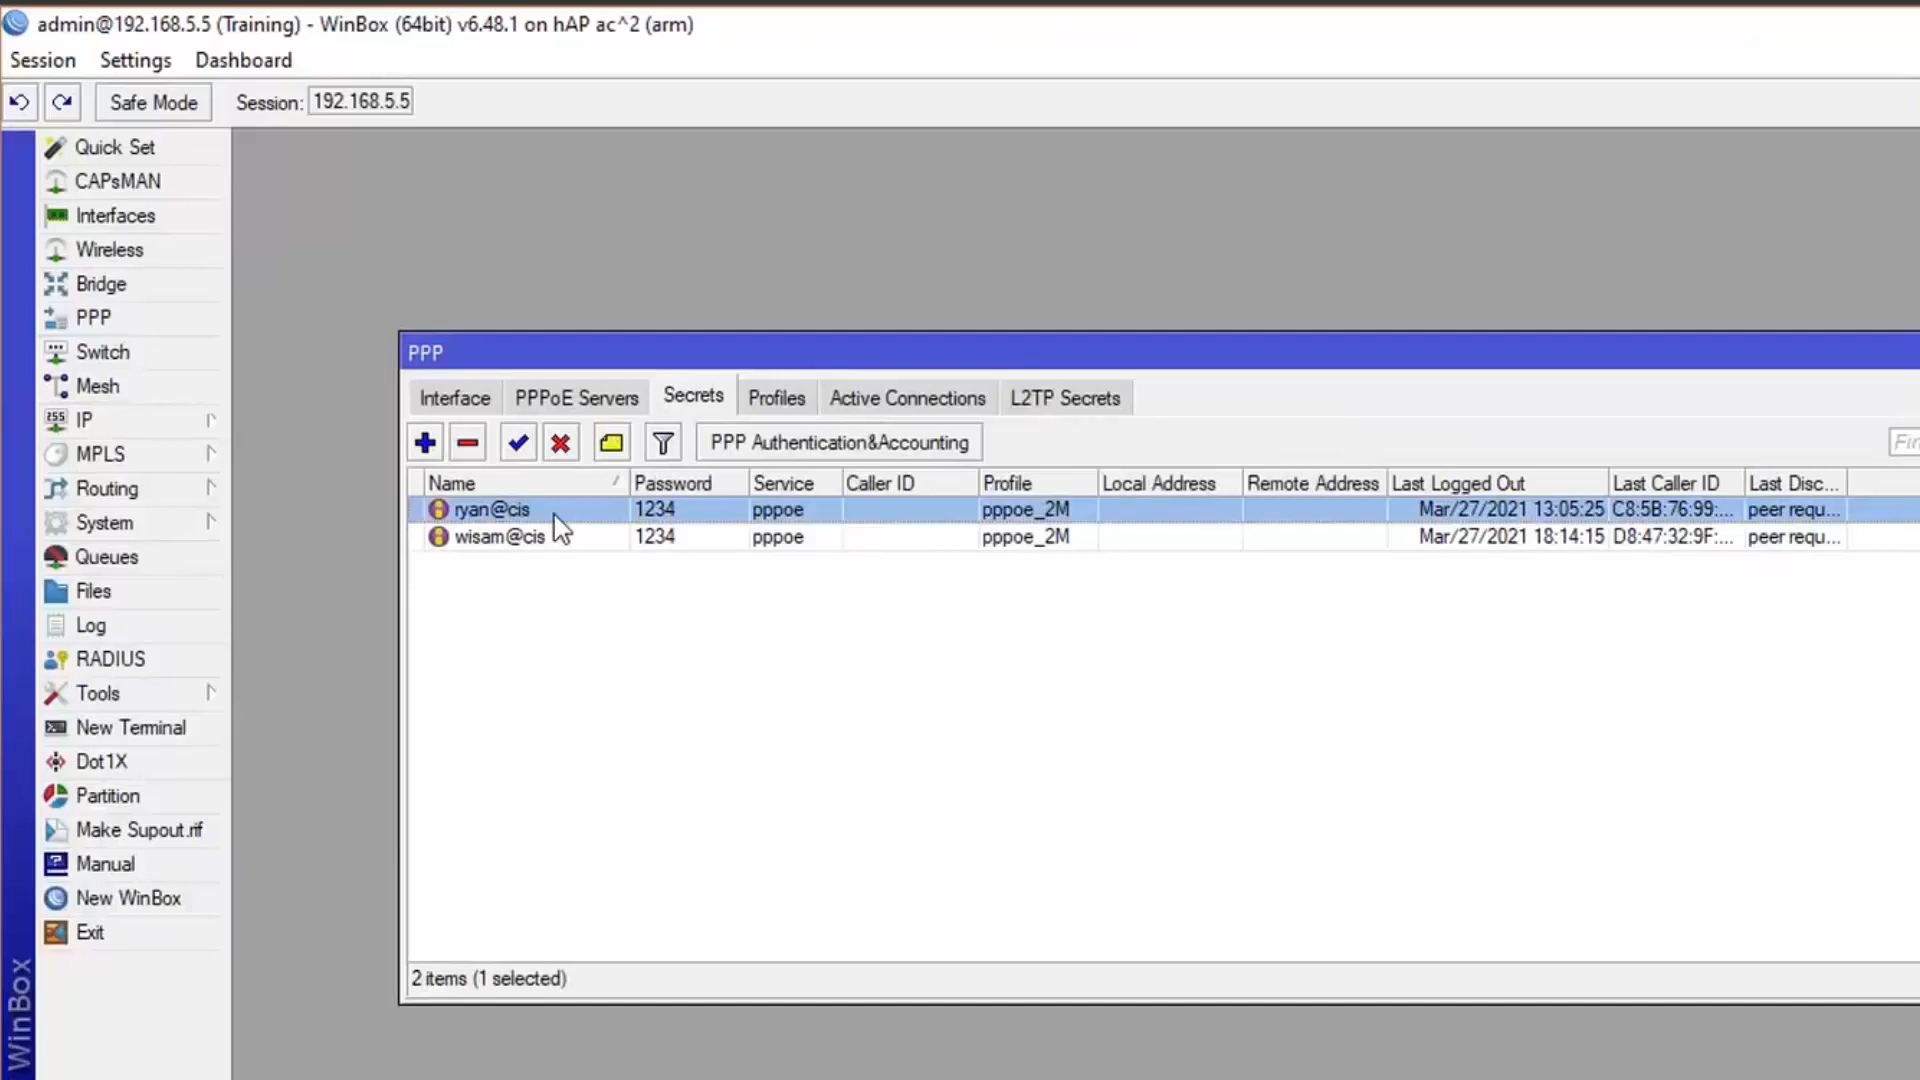 admin@192.168.5.5 (Training) - WinBox (64bit) v6.48.1 on hAP ac^2 (arm)
Session Settings Dashboard
Safe Mode Session: 192.168.5.5
Quick Set
CAPsMAN
Interfaces
Wireless
Bridge
PPP
Switch
Mesh
255 IP
MPLS
Routing
System
Queues
Files
Log
RADIUS
Tools
New Terminal
Dot1X
Partition
Make Supout.rif
Manual
New WinBox
Exit
WinBox
PPP
Interface PPPoE Servers Secrets Profiles Active Connections L2TP Secrets
PPP Authentication&Accounting
Name Password Service Caller ID Profile Local Address Remote Address Last Logged Out Last Caller ID Last Disc...
ryan@cis 1234 pppoe pppoe_2M Mar/27/2021 13:05:25 C8:5B:76:99:... peer requ...
wisam@cis 1234 pppoe pppoe_2M Mar/27/2021 18:14:15 D8:47:32:9F:... peer requ...
2 items (1 selected)